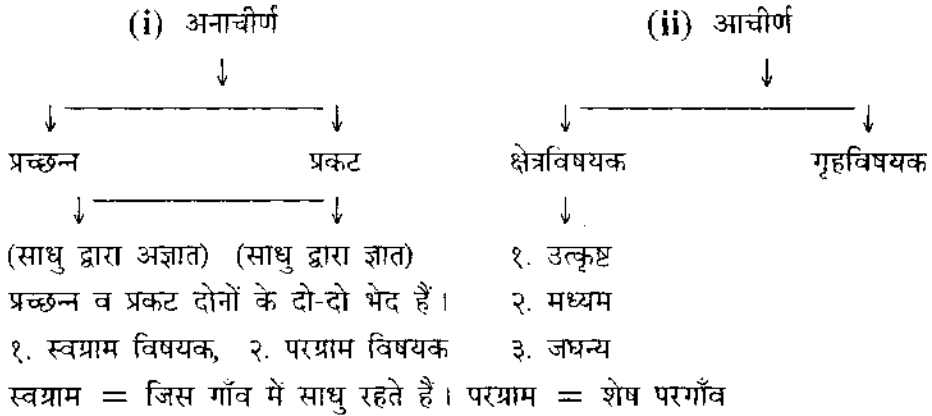 (i) अनाचीर्ण (ii) आचीर्ण
प्रच्छन्न प्रकट क्षेत्रविषयक गृहविषयक
(साधु द्वारा अज्ञात) (साधु द्वारा ज्ञात) १. उत्कृष्ट
प्रच्छन्न व प्रकट दोनों के दो-दो भेद हैं। २. मध्यम
१. स्वग्राम विषयक, २. परग्राम विषयक ३. जघन्य
स्वग्राम = जिस गाँव में साधु रहते हैं। परग्राम = शेष परगाँव